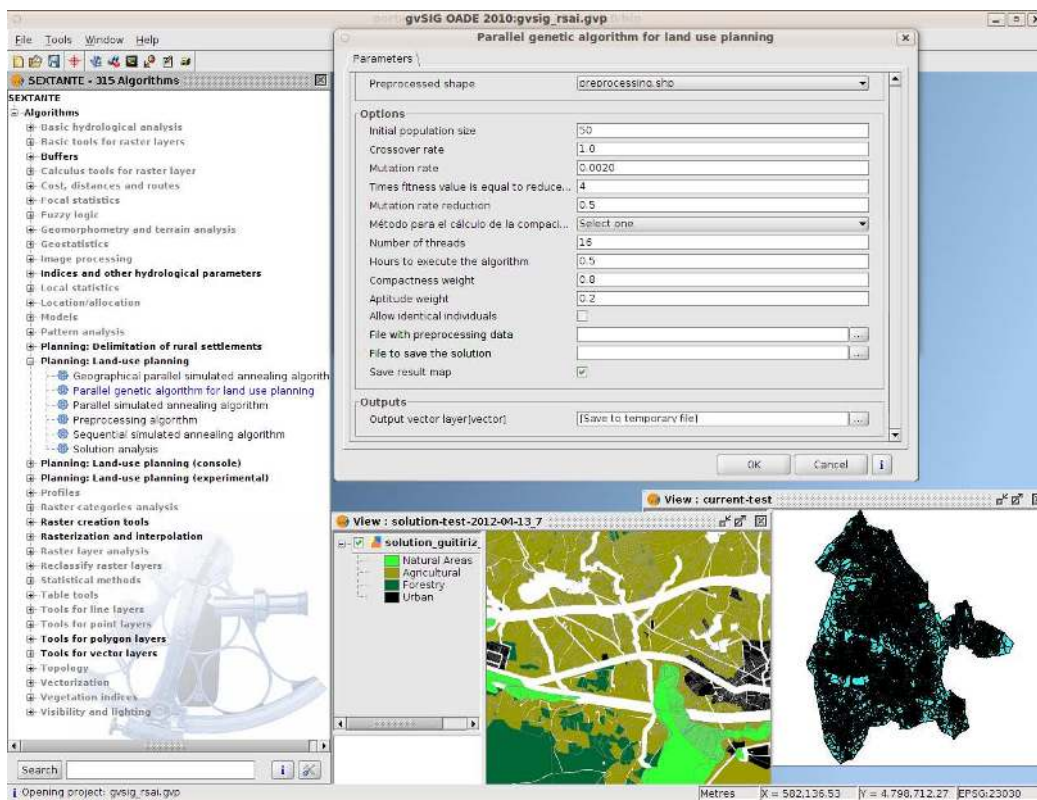 gvSIG OADE 2010:gvsig_rsai.gvp
File Tools Window Help
SEXTANTE - 315 Algorithms
SEXTANTE
Algorithms
Basic hydrological analysis
Basic tools for raster layers
Buffers
Calculus tools for raster layer
Cost, distances and routes
Focal statistics
Fuzzy logic
Geomorphometry and terrain analysis
Geostatistics
Image processing
Indices and other hydrological parameters
Local statistics
Location/allocation
Models
Pattern analysis
Planning: Delimitation of rural settlements
Planning: Land-use planning
Geographical parallel simulated annealing algorith
Parallel genetic algorithm for land use planning
Parallel simulated annealing algorithm
Preprocessing algorithm
Sequential simulated annealing algorithm
Solution analysis
Planning: Land-use planning (console)
Planning: Land-use planning (experimental)
Profiles
Raster categories analysis
Raster creation tools
Rasterization and interpolation
Raster layer analysis
Reclassify raster layers
Statistical methods
Table tools
Tools for line layers
Tools for point layers
Tools for polygon layers
Tools for vector layers
Topology
Vectorization
Vegetation indices
Visibility and lighting
Search
Parallel genetic algorithm for land use planning
Parameters
Preprocessed shape preprocessing.shp
Options
Initial population size 50
Crossover rate 1.0
Mutation rate 0.0020
Times fitness value is equal to reduce... 4
Mutation rate reduction 0.5
Método para el cálculo de la compaci... Select one
Number of threads 16
Hours to execute the algorithm 0.5
Compactness weight 0.8
Aptitude weight 0.2
Allow identical individuals
File with preprocessing data ...
File to save the solution ...
Save result map
Outputs
Output vector layer[vector] [Save to temporary file] ...
OK Cancel i
View : current-test
View : solution-test-2012-04-13_7
solution_guitiriz_
Natural Areas
Agricultural
Forestry
Urban
i Opening project: gvsig_rsai.gvp Metres X = 582,136.53 Y = 4.798,712.27 EPSG:23030